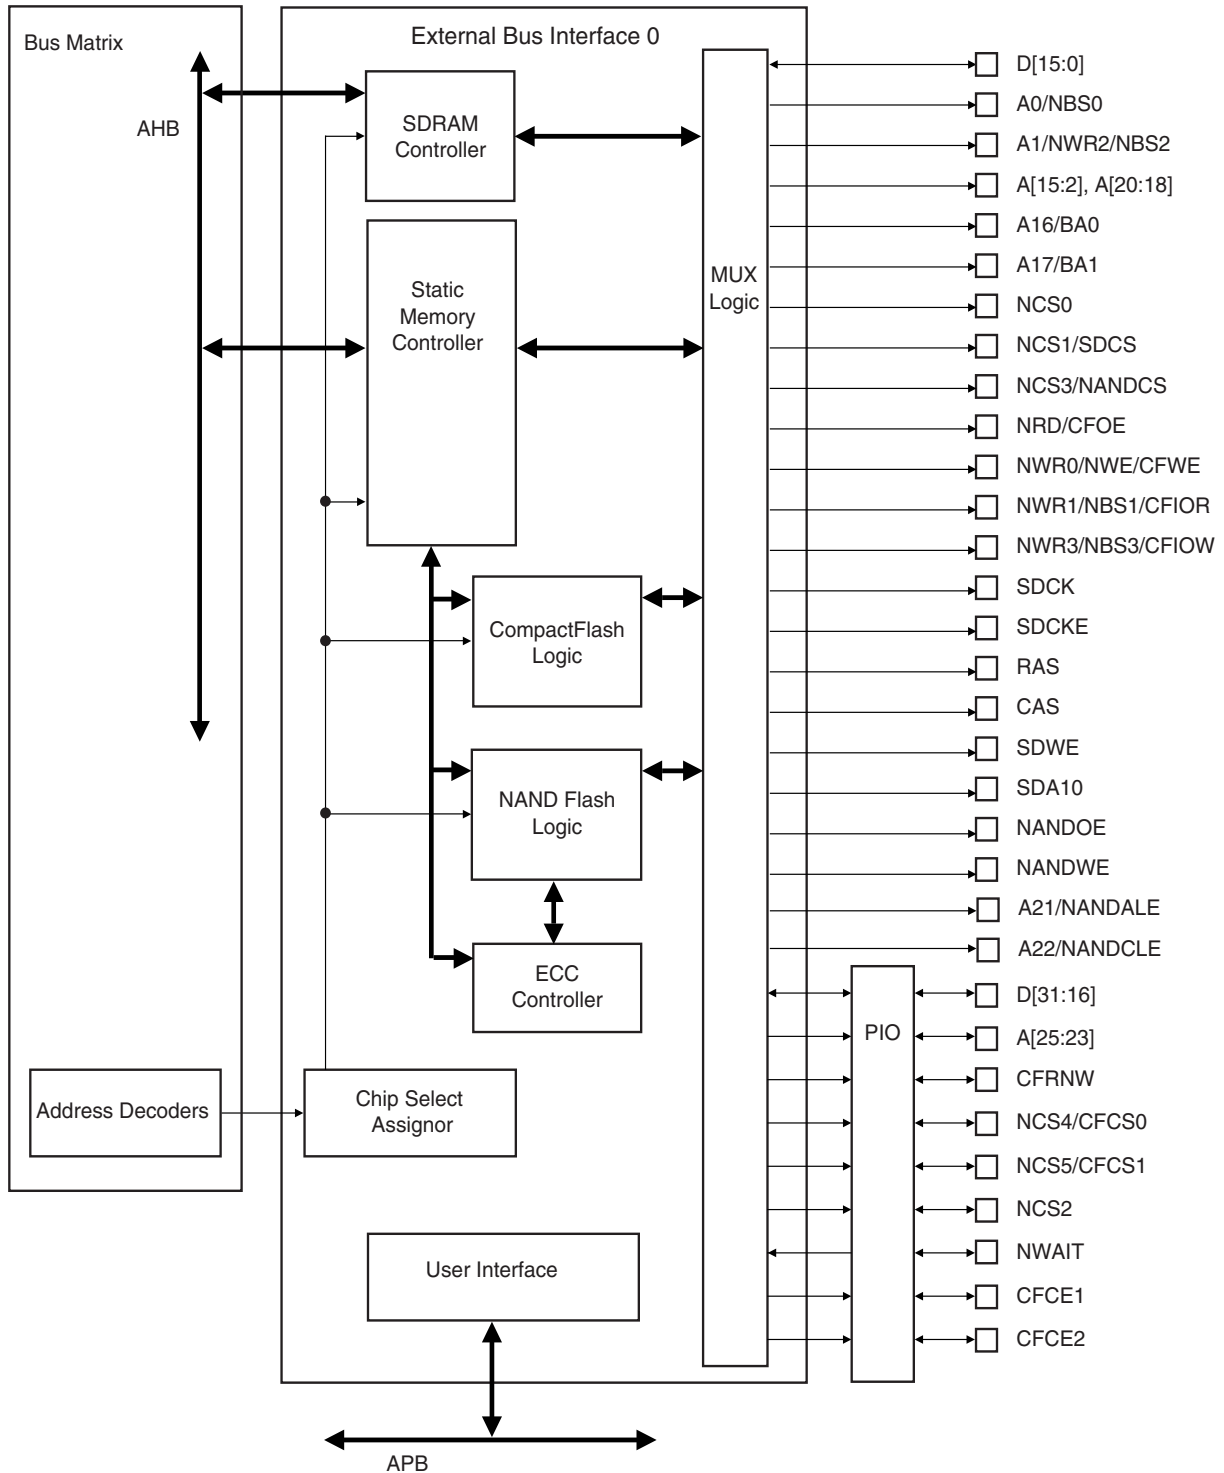 Bus Matrix
External Bus Interface 0
AHB
SDRAM
Controller
Static
Memory
Controller
MUX
Logic
CompactFlash
Logic
NAND Flash
Logic
ECC
Controller
Address Decoders
Chip Select
Assignor
User Interface
APB
PIO
D[15:0]
A0/NBS0
A1/NWR2/NBS2
A[15:2], A[20:18]
A16/BA0
A17/BA1
NCS0
NCS1/SDCS
NCS3/NANDCS
NRD/CFOE
NWR0/NWE/CFWE
NWR1/NBS1/CFIOR
NWR3/NBS3/CFIOW
SDCK
SDCKE
RAS
CAS
SDWE
SDA10
NANDOE
NANDWE
A21/NANDALE
A22/NANDCLE
D[31:16]
A[25:23]
CFRNW
NCS4/CFCS0
NCS5/CFCS1
NCS2
NWAIT
CFCE1
CFCE2